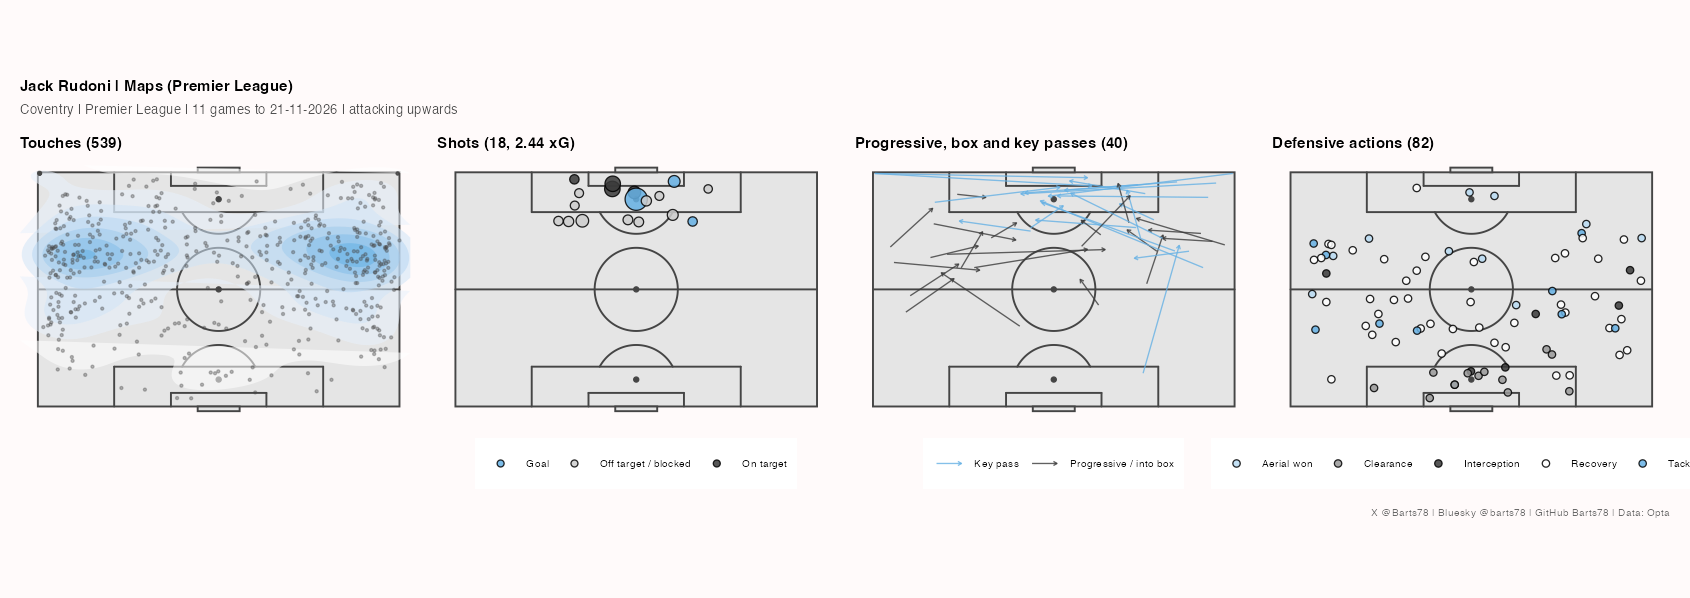 Jack Rudoni | Maps (Premier League)
Coventry | Premier League | 11 games to 21-11-2026 | attacking upwards
Touches (539)
Shots (18, 2.44 xG)
Progressive, box and key passes (40)
Defensive actions (82)
Goal
Off target / blocked
On target
Key pass
Progressive / into box
Aerial won
Clearance
Interception
Recovery
Tack
X @Barts78 | Bluesky @barts78 | GitHub Barts78 | Data: Opta